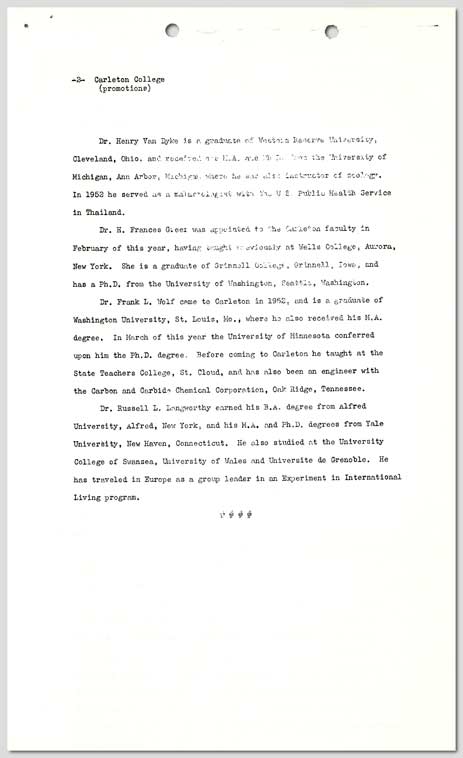 -2- Carleton College
(promotions)
Dr. Henry Van Dyke is a graduate of Western Reserve University,
Cleveland, Ohio. and received his M.A. and Ph.D. from the University of
Michigan, Ann Arbor, Michigan, where he was also instructor of zoology.
In 1952 he served as a malariologist with the U.S. Public Health Service
in Thailand.
Dr. H. Frances Greer was appointed to the Carleton faculty in
February of this year, having taught previously at Wells College, Aurora,
New York. She is a graduate of Grinnell College, Grinnell, Iowa, and
has a Ph.D. from the University of Washington, Seattle, Washington.
Dr. Frank L. Wolf came to Carleton in 1952, and is a graduate of
Washington University, St. Louis, Mo., where he also received his M.A.
degree. In March of this year the University of Minnesota conferred
upon him the Ph.D. degree. Before coming to Carleton he taught at the
State Teachers College, St. Cloud, and has also been an engineer with
the Carbon and Carbide Chemical Corporation, Oak Ridge, Tennessee.
Dr. Russell L. Langworthy earned his B.A. degree from Alfred
University, Alfred, New York, and his M.A. and Ph.D. degrees from Yale
University, New Haven, Connecticut. He also studied at the University
College of Swansea, University of Wales and Universite de Grenoble. He
has traveled in Europe as a group leader in an Experiment in International
Living program.
# # # #